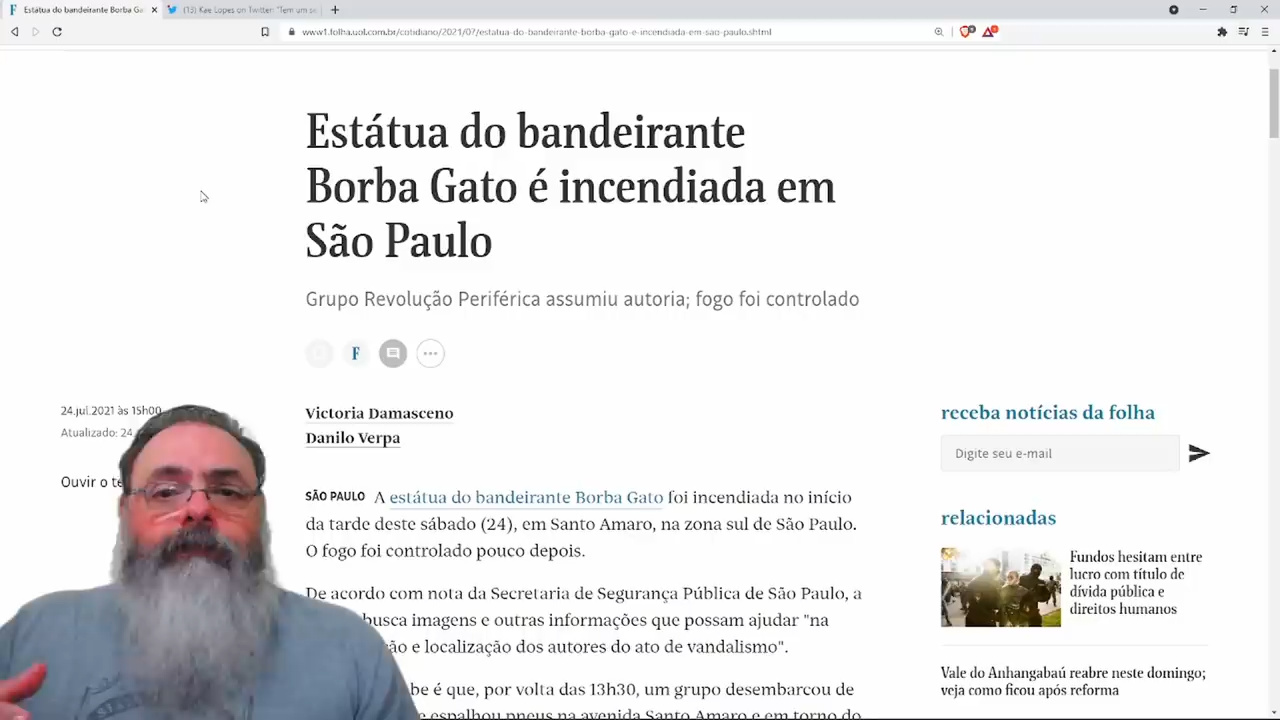 Estátua do bandeirante Borba Ga
(13) Kae Lopes on Twitter: "Tem um s
www1.folha.uol.com.br/cotidiano/2021/07/estatua-do-bandeirante-borba-gato-e-incendiada-em-sao-paulo.shtml
Estátua do bandeirante
Borba Gato é incendiada em
São Paulo
Grupo Revolução Periférica assumiu autoria; fogo foi controlado
F
24.jul.2021 às 15h00
Atualizado: 24
Ouvir o te
Victoria Damasceno
Danilo Verpa
SÃO PAULO A estátua do bandeirante Borba Gato foi incendiada no início
da tarde deste sábado (24), em Santo Amaro, na zona sul de São Paulo.
O fogo foi controlado pouco depois.
De acordo com nota da Secretaria de Segurança Pública de São Paulo, a
busca imagens e outras informações que possam ajudar "na
ão e localização dos autores do ato de vandalismo".
be é que, por volta das 13h30, um grupo desembarcou de
e espalhou pneus na avenida Santo Amaro e em torno do
receba notícias da folha
Digite seu e-mail
relacionadas
Fundos hesitam entre
lucro com título de
dívida pública e
direitos humanos
Vale do Anhangabaú reabre neste domingo;
veja como ficou após reforma